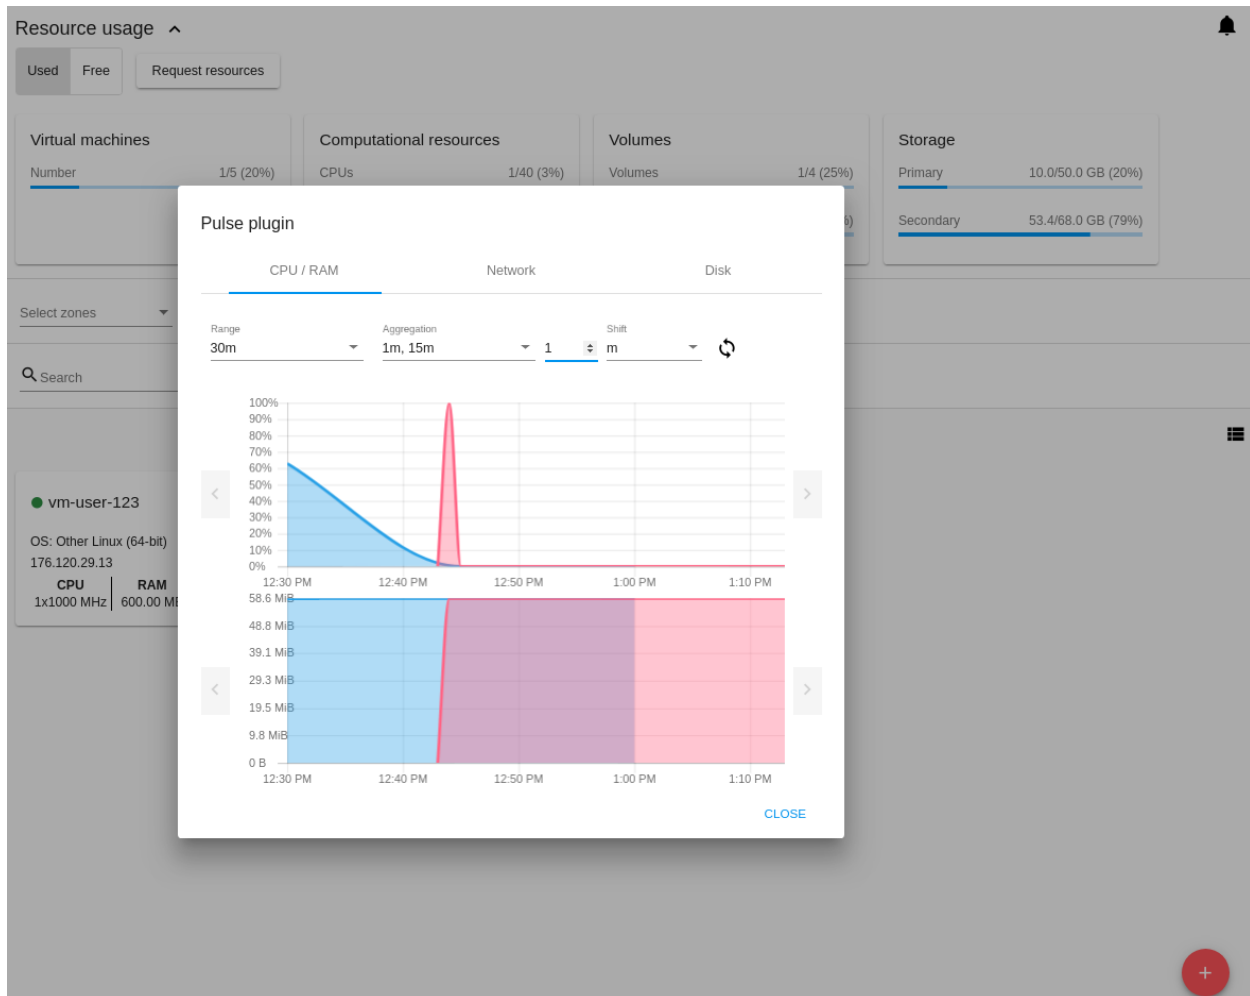 Resource usage
Used Free Request resources
Virtual machines Computational resources Volumes Storage
Number 1/5 (20%) CPUs 1/40 (3%) Volumes 1/4 (25%) Primary 10.0/50.0 GB (20%)
Secondary 53.4/68.0 GB (79%)
Pulse plugin
CPU / RAM Network Disk
Select zones
Range Aggregation Shift
30m 1m, 15m 1 m
Search
100%
90%
80%
70%
60%
50%
40%
30%
20%
10%
0%
12:30 PM 12:40 PM 12:50 PM 1:00 PM 1:10 PM
58.6 MiB
48.8 MiB
39.1 MiB
29.3 MiB
19.5 MiB
9.8 MiB
0 B
12:30 PM 12:40 PM 12:50 PM 1:00 PM 1:10 PM
CLOSE
vm-user-123
OS: Other Linux (64-bit)
176.120.29.13
CPU RAM
1x1000 MHz 600.00